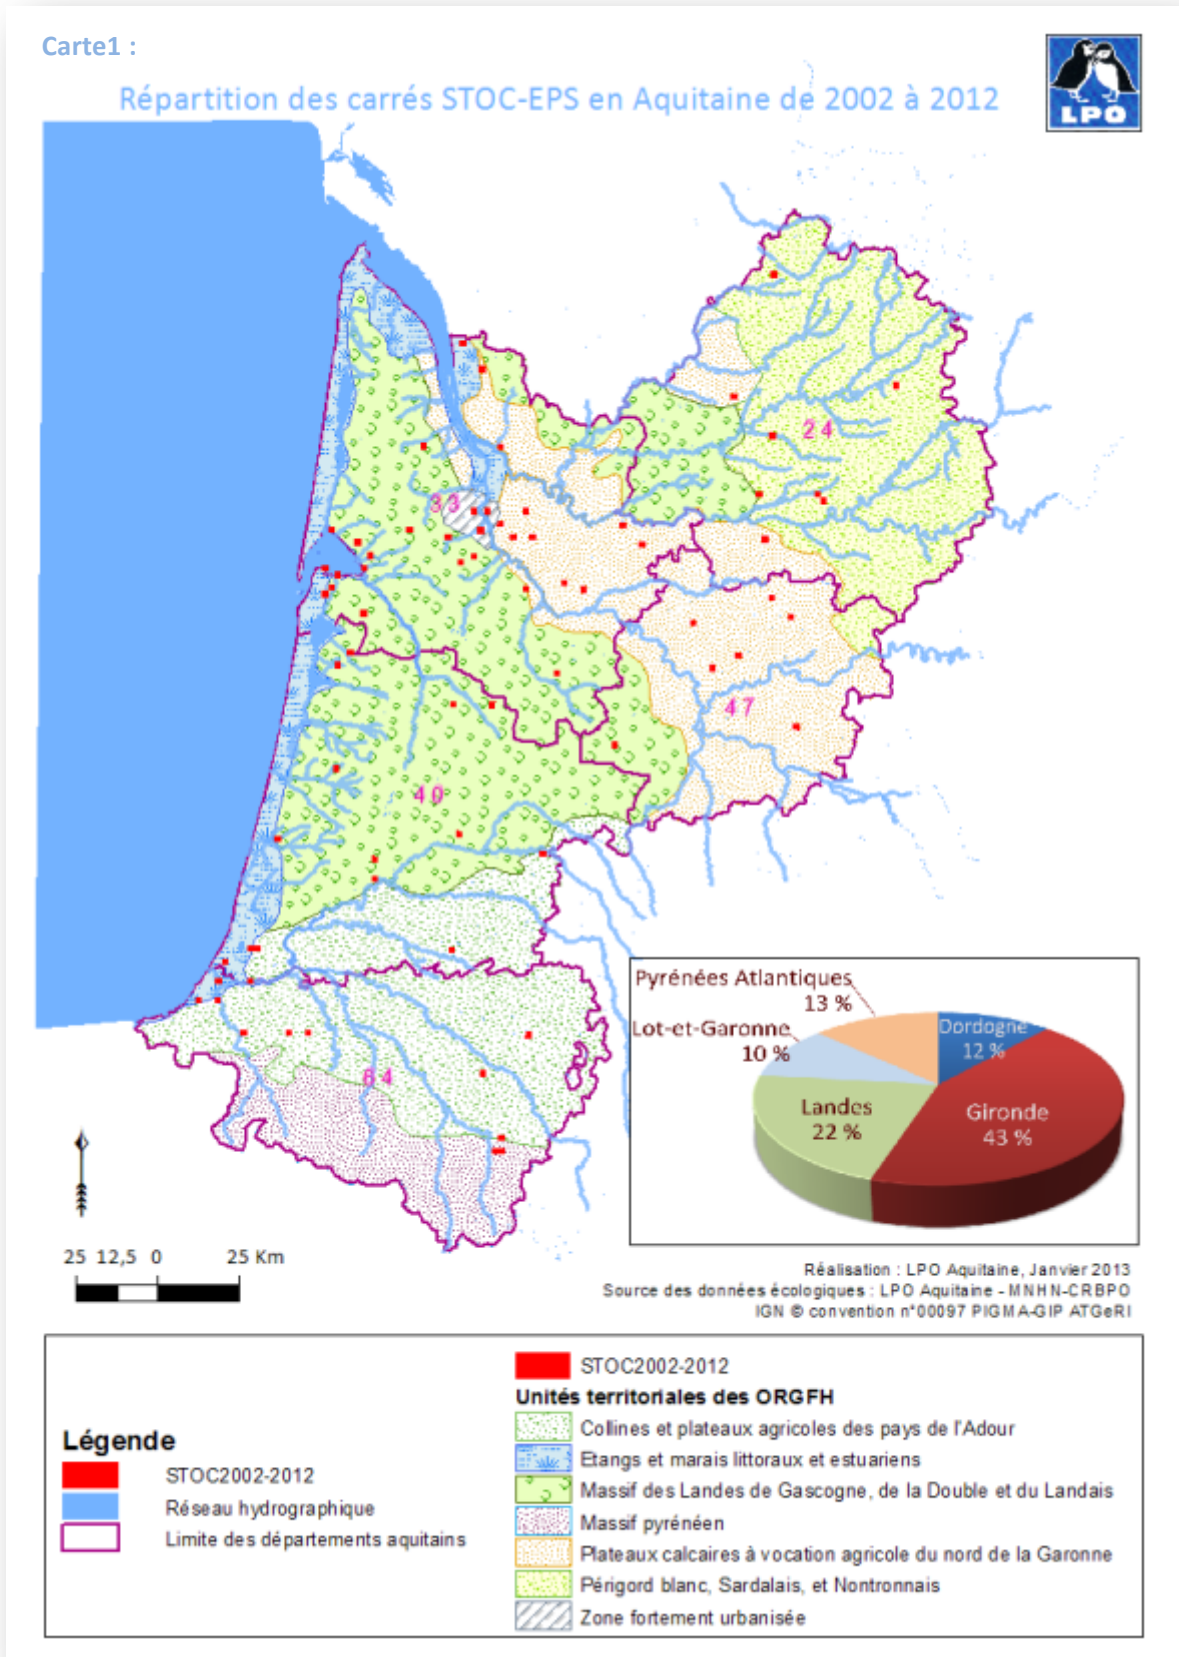 Carte1 :
Répartition des carrés STOC-EPS en Aquitaine de 2002 à 2012
LPO
24
33
47
40
64
Pyrénées Atlantiques
13 %
Lot-et-Garonne
10 %
Dordogne
12 %
Landes
22 %
Gironde
43 %
25 12,5 0 25 Km
Réalisation : LPO Aquitaine, Janvier 2013
Source des données écologiques : LPO Aquitaine - MNHN-CRBPO
IGN © convention n°00097 PIGMA-GIP ATGeRI
Légende
STOC2002-2012
Réseau hydrographique
Limite des départements aquitains
STOC2002-2012
Unités territoriales des ORGFH
Collines et plateaux agricoles des pays de l'Adour
Etangs et marais littoraux et estuariens
Massif des Landes de Gascogne, de la Double et du Landais
Massif pyrénéen
Plateaux calcaires à vocation agricole du nord de la Garonne
Périgord blanc, Sardalais, et Nontronnais
Zone fortement urbanisée